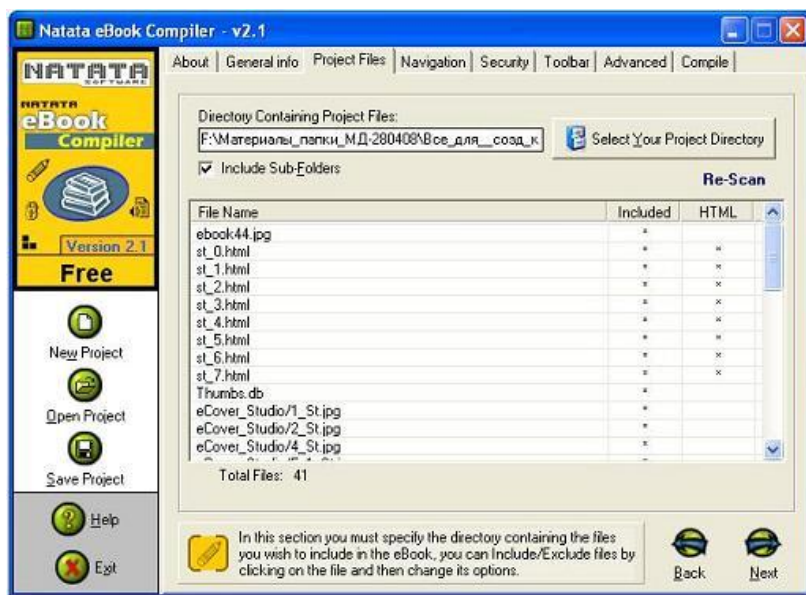 Natata eBook Compiler - v2.1
NATATA
SOFTWARE
NATATA
eBook
Compiler
Version 2.1
Free
New Project
Open Project
Save Project
Help
Exit
About General info Project Files Navigation Security Toolbar Advanced Compile
Directory Containing Project Files:
F:\Материалы_папки_МД-280408\Все_для__созд_к
Select Your Project Directory
Include Sub-Folders
Re-Scan
File Name Included HTML
ebook44.jpg *
st_0.html * *
st_1.html * *
st_2.html * *
st_3.html * *
st_4.html * *
st_5.html * *
st_6.html * *
st_7.html * *
Thumbs.db *
eCover_Studio/1_St.jpg *
eCover_Studio/2_St.jpg *
eCover_Studio/4_St.jpg *
Total Files: 41
In this section you must specify the directory containing the files
you wish to include in the eBook, you can Include/Exclude files by
clicking on the file and then change its options.
Back
Next